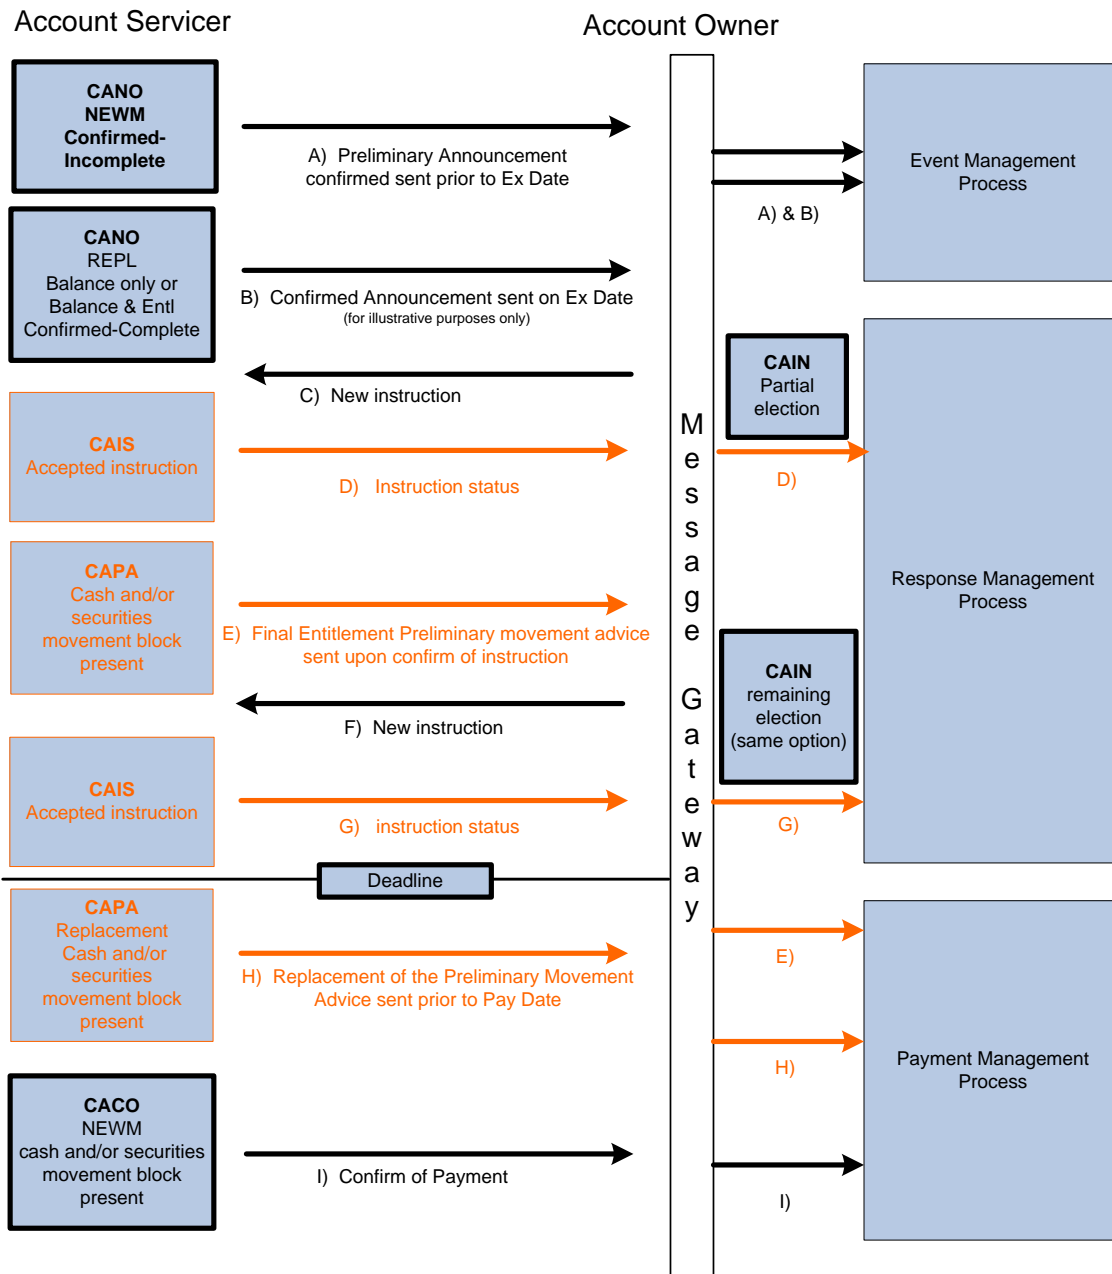 Account Servicer
Account Owner
CANO
NEWM
Confirmed-
Incomplete
A)  Preliminary Announcement
confirmed sent prior to Ex Date
A) & B)
Event Management
Process
CANO
REPL
Balance only or
Balance & Entl
Confirmed-Complete
B)  Confirmed Announcement sent on Ex Date
(for illustrative purposes only)
C)  New instruction
CAIN
Partial
election
CAIS
Accepted instruction
D)   Instruction status
D)
Message Gateway
Response Management
Process
CAPA
Cash and/or
securities
movement block
present
E)  Final Entitlement Preliminary movement advice
sent upon confirm of instruction
F)  New instruction
CAIN
remaining
election
(same option)
CAIS
Accepted instruction
G)   instruction status
G)
Deadline
CAPA
Replacement
Cash and/or
securities
movement block
present
H)  Replacement of the Preliminary Movement
Advice sent prior to Pay Date
E)
H)
Payment Management
Process
CACO
NEWM
cash and/or securities
movement block
present
I)  Confirm of Payment
I)